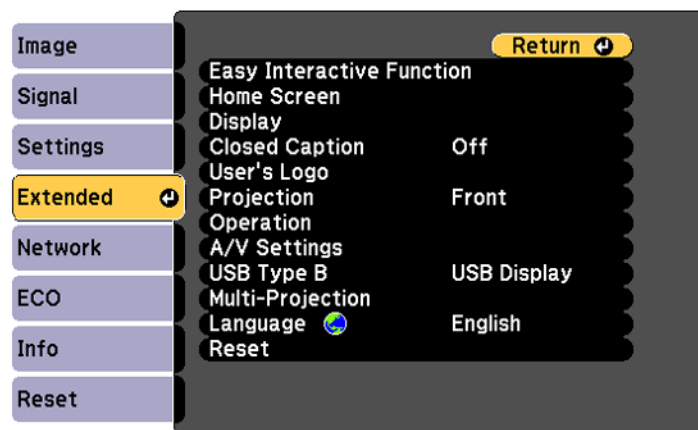 Image
Signal
Settings
Extended
Network
ECO
Info
Reset
Return
Easy Interactive Function
Home Screen
Display
Closed Caption Off
User's Logo
Projection Front
Operation
A/V Settings
USB Type B USB Display
Multi-Projection
Language English
Reset